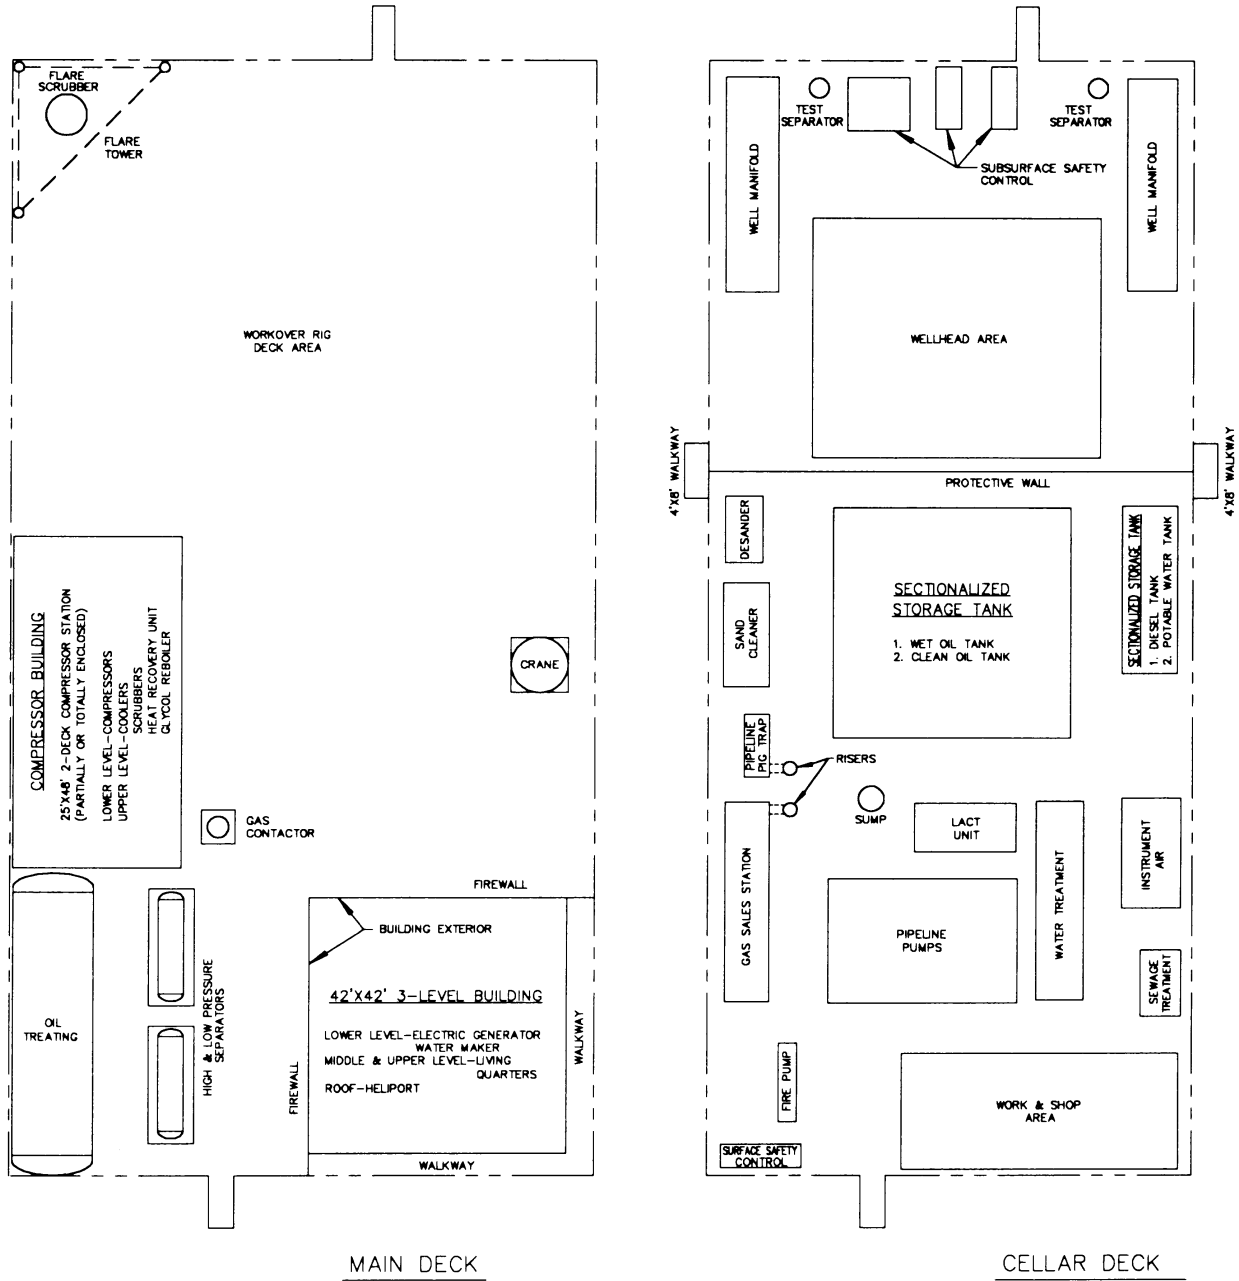 FLARE
SCRUBBER
FLARE
TOWER
WORKOVER RIG
DECK AREA
COMPRESSOR BUILDING
25'X48' 2-DECK COMPRESSOR STATION
(PARTIALLY OR TOTALLY ENCLOSED)
LOWER LEVEL-COMPRESSORS
UPPER LEVEL-COOLERS
SCRUBBERS
HEAT RECOVERY UNIT
GLYCOL REBOILER
CRANE
GAS
CONTACTOR
FIREWALL
BUILDING EXTERIOR
42'X42' 3-LEVEL BUILDING
LOWER LEVEL-ELECTRIC GENERATOR
WATER MAKER
MIDDLE & UPPER LEVEL-LIVING
QUARTERS
ROOF-HELIPORT
OIL
TREATING
HIGH & LOW PRESSURE
SEPARATORS
FIREWALL
WALKWAY
WALKWAY
MAIN DECK
TEST
SEPARATOR
TEST
SEPARATOR
SUBSURFACE SAFETY
CONTROL
WELL MANIFOLD
WELL MANIFOLD
WELLHEAD AREA
4'X8' WALKWAY
4'X8' WALKWAY
PROTECTIVE WALL
DESANDER
SECTIONALIZED
STORAGE TANK
1. WET OIL TANK
2. CLEAN OIL TANK
SECTIONALIZED STORAGE TANK
1. DIESEL TANK
2. POTABLE WATER TANK
SAND
CLEANER
PIPELINE
PIG TRAP
RISERS
SUMP
LACT
UNIT
GAS SALES STATION
WATER TREATMENT
INSTRUMENT
AIR
PIPELINE
PUMPS
SEWAGE
TREATMENT
FIRE PUMP
WORK & SHOP
AREA
SURFACE SAFETY
CONTROL
CELLAR DECK